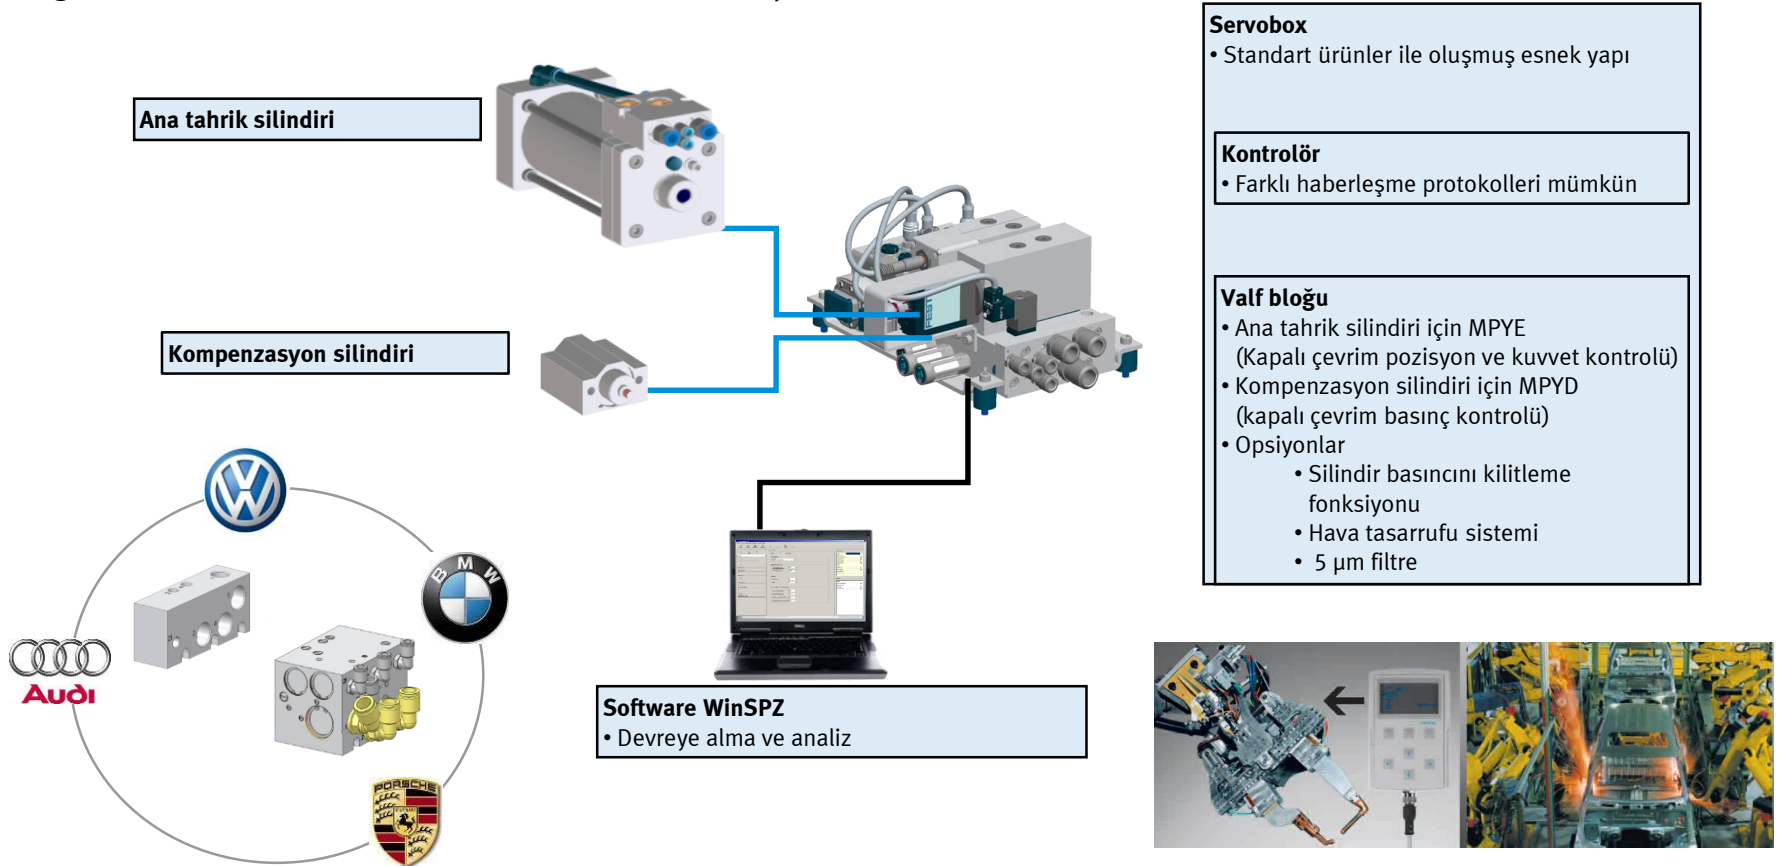 Servobox
• Standart ürünler ile oluşmuş esnek yapı
Ana tahrik silindiri
Kontrolör
• Farklı haberleşme protokolleri mümkün
Valf bloğu
• Ana tahrik silindiri için MPYE
(Kapalı çevrim pozisyon ve kuvvet kontrolü)
• Kompenzasyon silindiri için MPYD
(kapalı çevrim basınç kontrolü)
• Opsiyonlar
• Silindir basıncını kilitleme
fonksiyonu
• Hava tasarrufu sistemi
• 5 µm filtre
Kompenzasyon silindiri
FEST
VW
BMW
Audi
PORSCHE
DELL
Software WinSPZ
• Devreye alma ve analiz